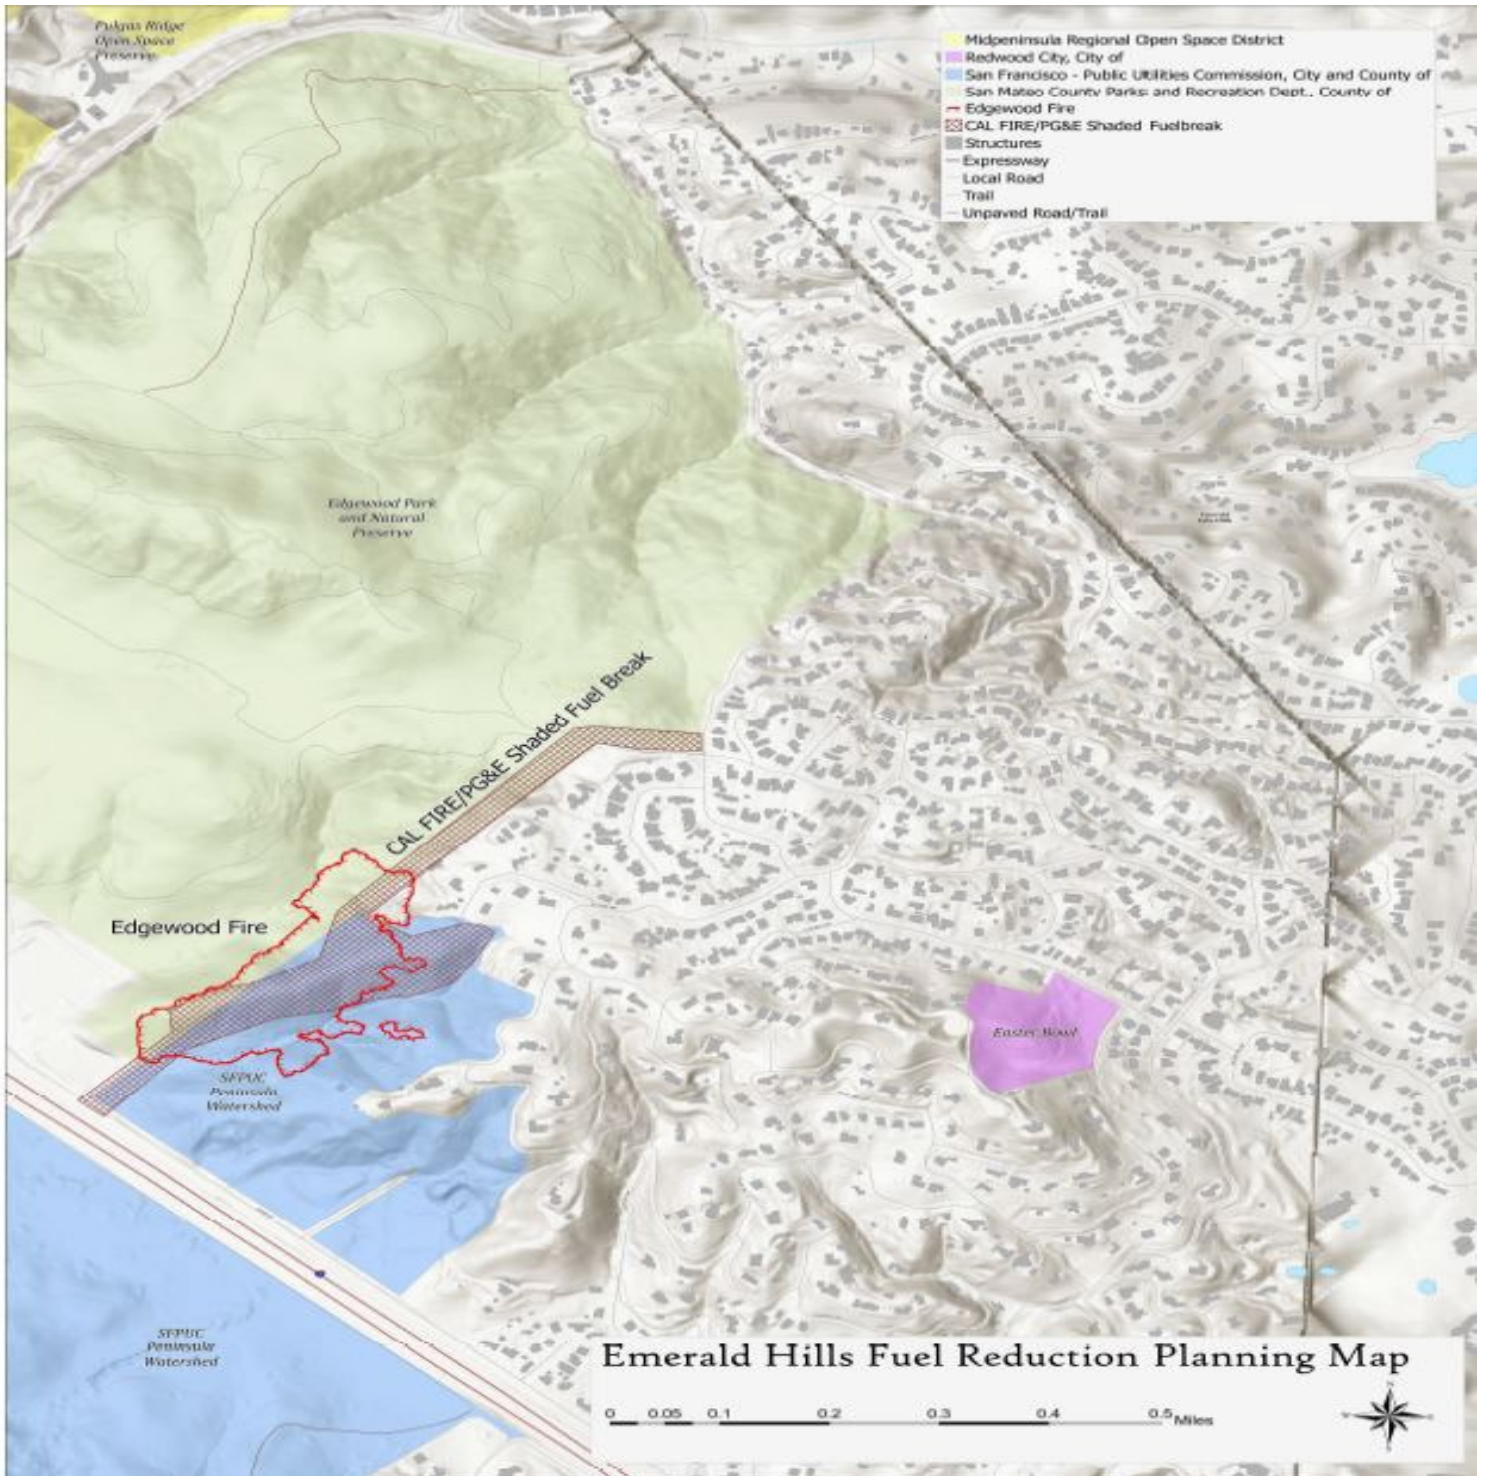 Pulgas Ridge
Open Space
Preserve
Midpeninsula Regional Open Space District
Redwood City, City of
San Francisco - Public Utilities Commission, City and County of
San Mateo County Parks and Recreation Dept., County of
Edgewood Fire
CAL FIRE/PG&E Shaded Fuelbreak
Structures
Expressway
Local Road
Trail
Unpaved Road/Trail
Edgewood Park
and Natural
Preserve
CAL FIRE/PG&E Shaded Fuel Break
Edgewood Fire
Easter Bowl
SFPUC
Peninsula
Watershed
SFPUC
Peninsula
Watershed
Emerald Hills Fuel Reduction Planning Map
0 0.05 0.1 0.2 0.3 0.4 0.5 Miles